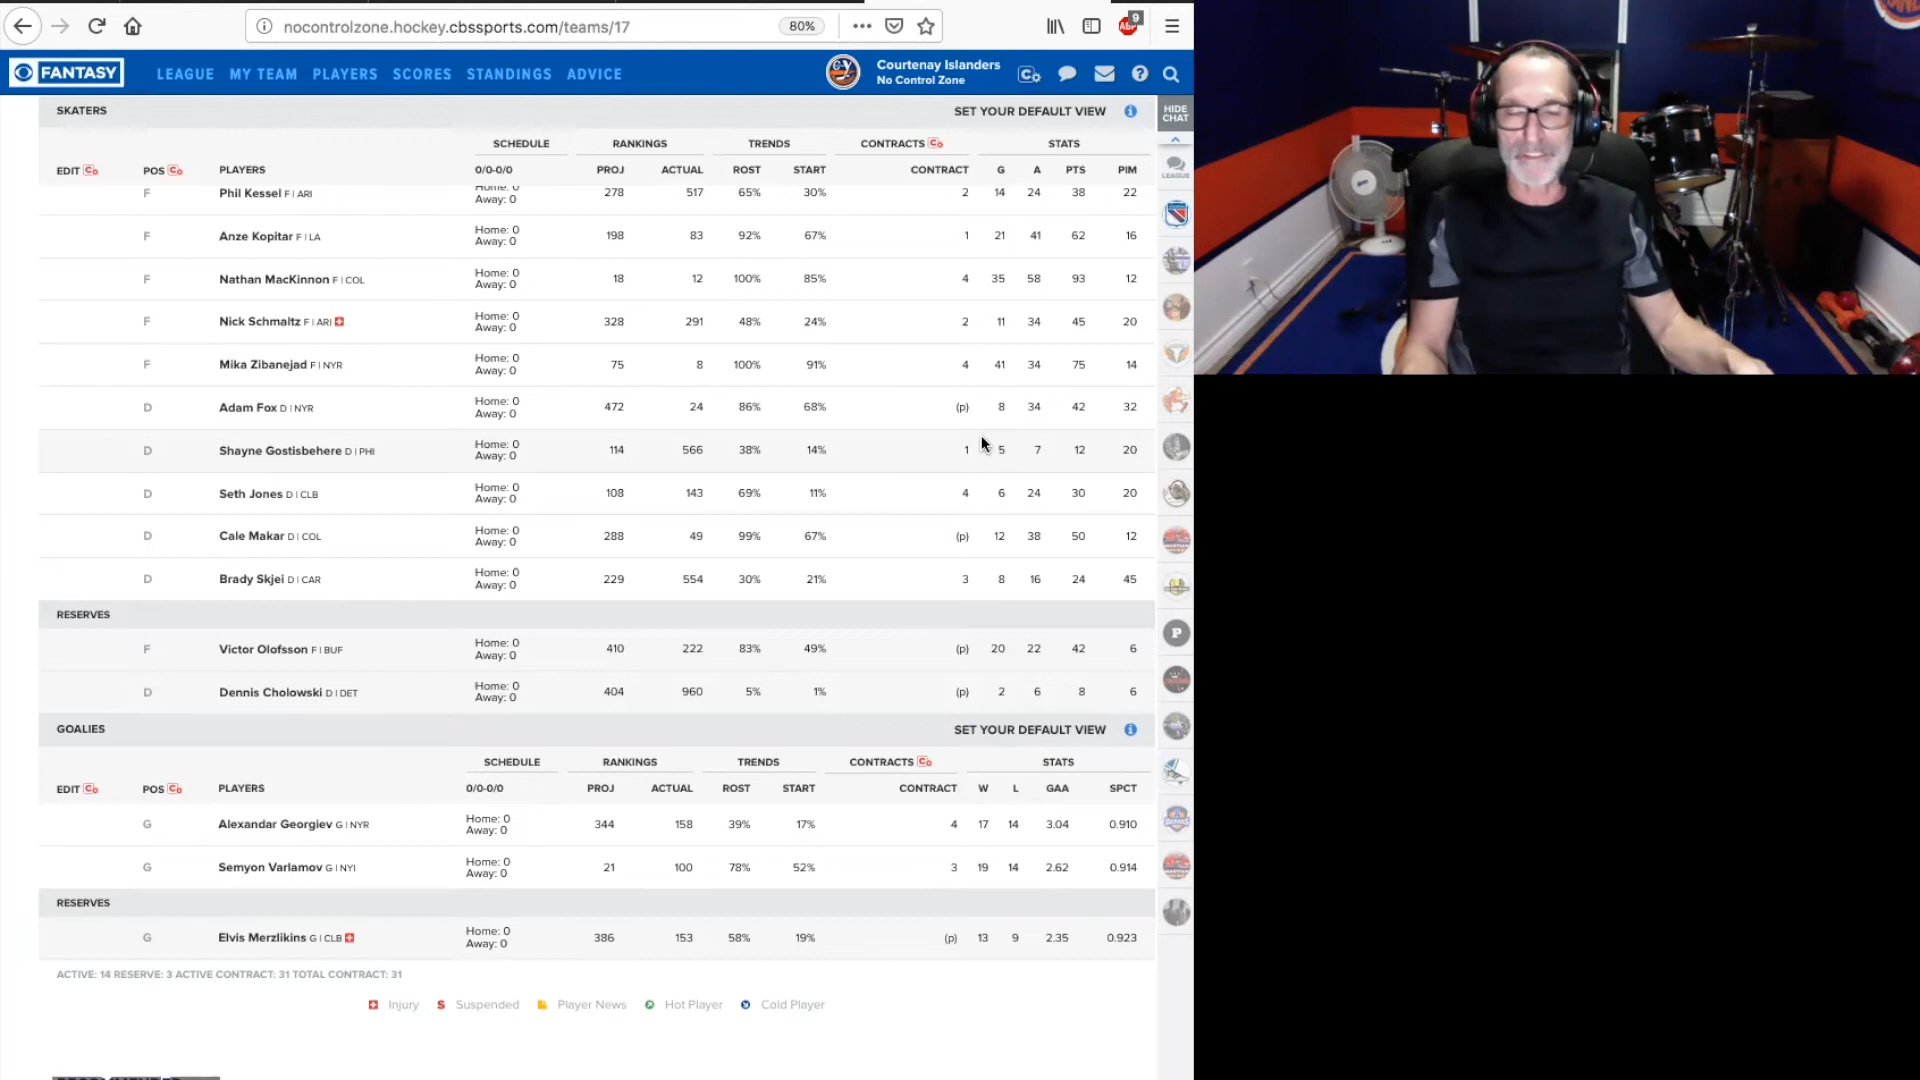 nocontrolzone.hockey.cbssports.com/teams/17
80%
ABP
9
FANTASY
LEAGUE MY TEAM PLAYERS SCORES STANDINGS ADVICE
Courtenay Islanders
No Control Zone
SKATERS
SET YOUR DEFAULT VIEW
HIDE CHAT
LEAGUE
SCHEDULE RANKINGS TRENDS CONTRACTS STATS
EDIT POS PLAYERS 0/0-0/0 PROJ ACTUAL ROST START CONTRACT G A PTS PIM
F Phil Kessel F | ARI Home: 0 Away: 0 278 517 65% 30% 2 14 24 38 22
F Anze Kopitar F | LA Home: 0 Away: 0 198 83 92% 67% 1 21 41 62 16
F Nathan MacKinnon F | COL Home: 0 Away: 0 18 12 100% 85% 4 35 58 93 12
F Nick Schmaltz F | ARI Home: 0 Away: 0 328 291 48% 24% 2 11 34 45 20
F Mika Zibanejad F | NYR Home: 0 Away: 0 75 8 100% 91% 4 41 34 75 14
D Adam Fox D | NYR Home: 0 Away: 0 472 24 86% 68% (p) 8 34 42 32
D Shayne Gostisbehere D | PHI Home: 0 Away: 0 114 566 38% 14% 1 5 7 12 20
D Seth Jones D | CLB Home: 0 Away: 0 108 143 69% 11% 4 6 24 30 20
D Cale Makar D | COL Home: 0 Away: 0 288 49 99% 67% (p) 12 38 50 12
D Brady Skjei D | CAR Home: 0 Away: 0 229 554 30% 21% 3 8 16 24 45
RESERVES
F Victor Olofsson F | BUF Home: 0 Away: 0 410 222 83% 49% (p) 20 22 42 6
D Dennis Cholowski D | DET Home: 0 Away: 0 404 960 5% 1% (p) 2 6 8 6
GOALIES
SET YOUR DEFAULT VIEW
SCHEDULE RANKINGS TRENDS CONTRACTS STATS
EDIT POS PLAYERS 0/0-0/0 PROJ ACTUAL ROST START CONTRACT W L GAA SPCT
G Alexandar Georgiev G | NYR Home: 0 Away: 0 344 158 39% 17% 4 17 14 3.04 0.910
G Semyon Varlamov G | NYI Home: 0 Away: 0 21 100 78% 52% 3 19 14 2.62 0.914
RESERVES
G Elvis Merzlikins G | CLB Home: 0 Away: 0 386 153 58% 19% (p) 13 9 2.35 0.923
ACTIVE: 14 RESERVE: 3 ACTIVE CONTRACT: 31 TOTAL CONTRACT: 31
Injury S Suspended Player News Hot Player Cold Player
P